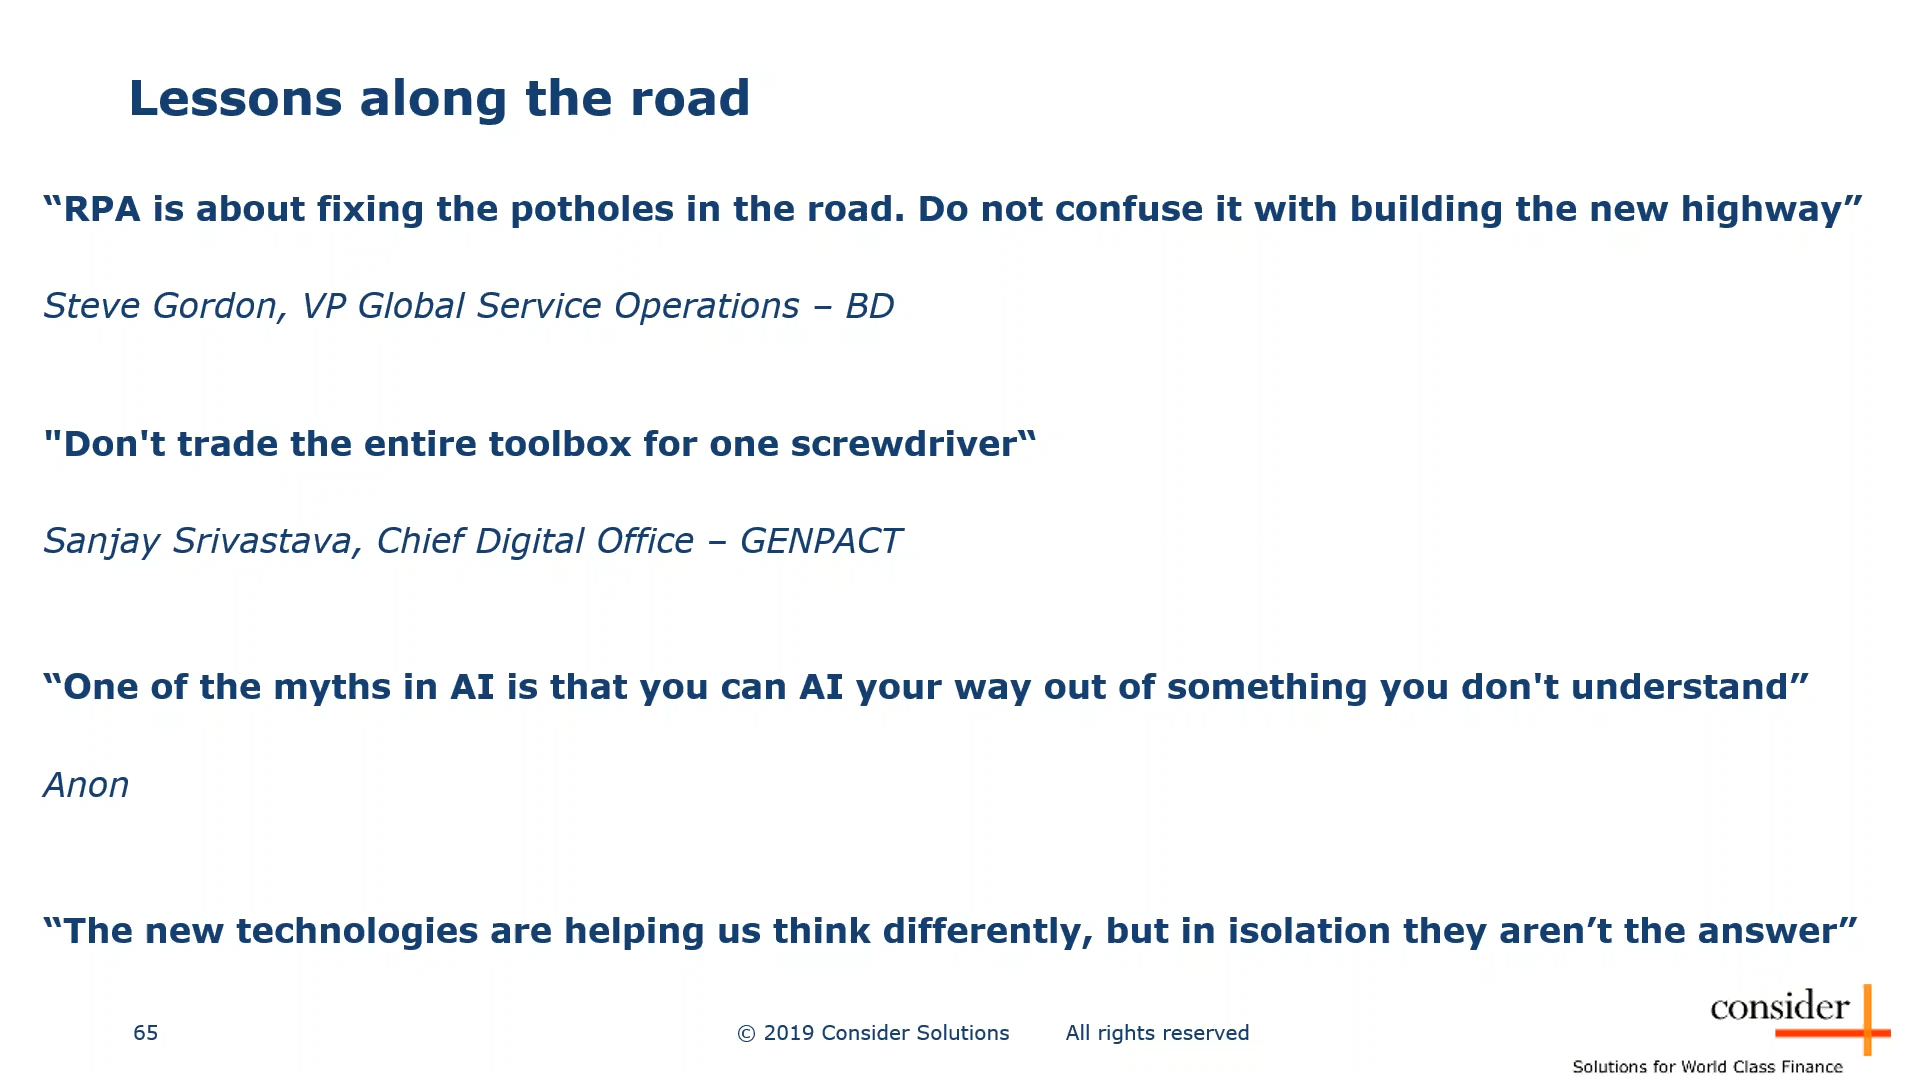 Lessons along the road
“RPA is about fixing the potholes in the road. Do not confuse it with building the new highway”
Steve Gordon, VP Global Service Operations – BD
"Don't trade the entire toolbox for one screwdriver“
Sanjay Srivastava, Chief Digital Office – GENPACT
“One of the myths in AI is that you can AI your way out of something you don't understand”
Anon
“The new technologies are helping us think differently, but in isolation they aren’t the answer”
65
© 2019 Consider Solutions All rights reserved
consider
Solutions for World Class Finance